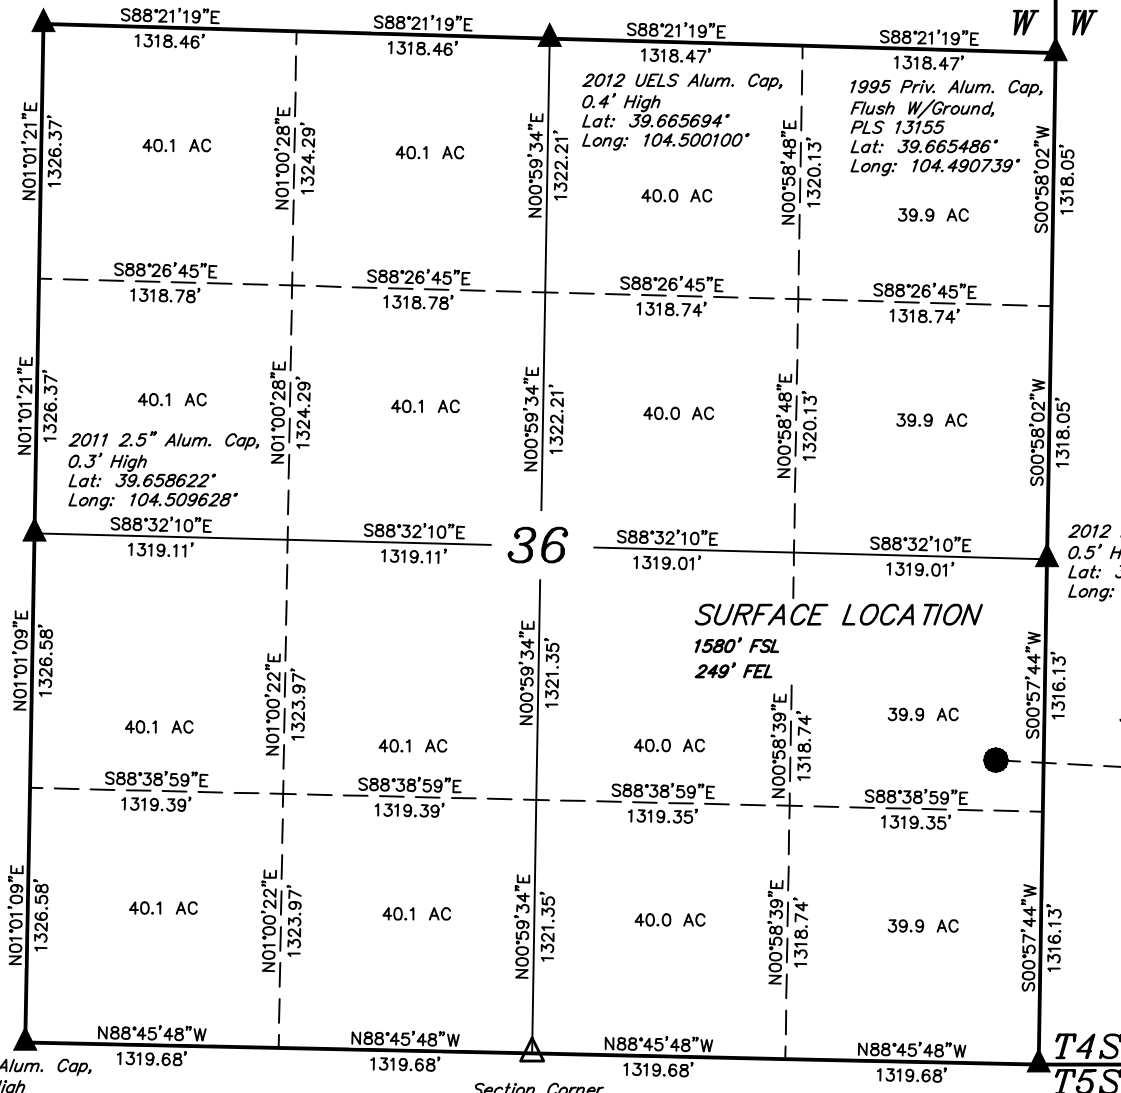 W W
S88°21'19"E S88°21'19"E S88°21'19"E S88°21'19"E
1318.46' 1318.46' 1318.47' 1318.47'
2012 UELS Alum. Cap,
0.4' High
Lat: 39.665694°
Long: 104.500100°
1995 Priv. Alum. Cap,
Flush W/Ground,
PLS 13155
Lat: 39.665486°
Long: 104.490739°
N01°01'21"E
1326.37'
N01°00'28"E
1324.29'
N00°59'34"E
1322.21'
N00°58'48"E
1320.13'
S00°58'02"W
1318.05'
40.1 AC 40.1 AC 40.0 AC 39.9 AC
S88°26'45"E S88°26'45"E S88°26'45"E S88°26'45"E
1318.78' 1318.78' 1318.74' 1318.74'
N01°01'21"E
1326.37'
N01°00'28"E
1324.29'
N00°59'34"E
1322.21'
N00°58'48"E
1320.13'
S00°58'02"W
1318.05'
40.1 AC 40.1 AC 40.0 AC 39.9 AC
2011 2.5" Alum. Cap,
0.3' High
Lat: 39.658622°
Long: 104.509628°
S88°32'10"E S88°32'10"E S88°32'10"E S88°32'10"E
1319.11' 1319.11' 1319.01' 1319.01'
36
2012
0.5'
Lat:
Long:
SURFACE LOCATION
1580' FSL
249' FEL
N01°01'09"E
1326.58'
N01°00'22"E
1323.97'
N00°59'34"E
1321.35'
N00°58'39"E
1318.74'
S00°57'44"W
1316.13'
40.1 AC 40.1 AC 40.0 AC 39.9 AC
S88°38'59"E S88°38'59"E S88°38'59"E S88°38'59"E
1319.39' 1319.39' 1319.35' 1319.35'
N01°01'09"E
1326.58'
N01°00'22"E
1323.97'
N00°59'34"E
1321.35'
N00°58'39"E
1318.74'
S00°57'44"W
1316.13'
40.1 AC 40.1 AC 40.0 AC 39.9 AC
N88°45'48"W N88°45'48"W N88°45'48"W N88°45'48"W
1319.68' 1319.68' 1319.68' 1319.68'
Alum. Cap,
Section Corner
T4S
T5S